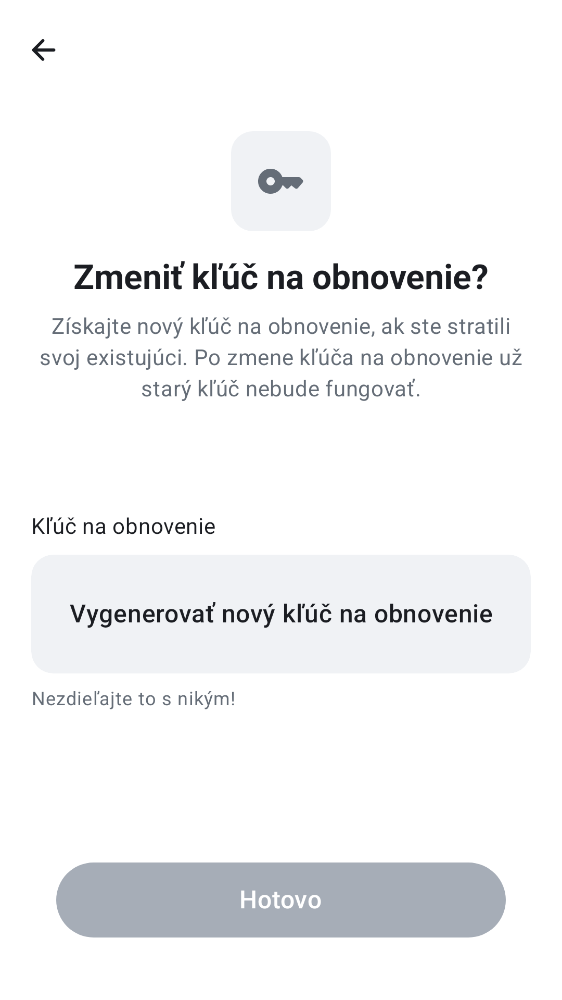 Zmeniť kľúč na obnovenie?
Získajte nový kľúč na obnovenie, ak ste stratili
svoj existujúci. Po zmene kľúča na obnovenie už
starý kľúč nebude fungovať.
Kľúč na obnovenie
Vygenerovať nový kľúč na obnovenie
Nezdieľajte to s nikým!
Hotovo